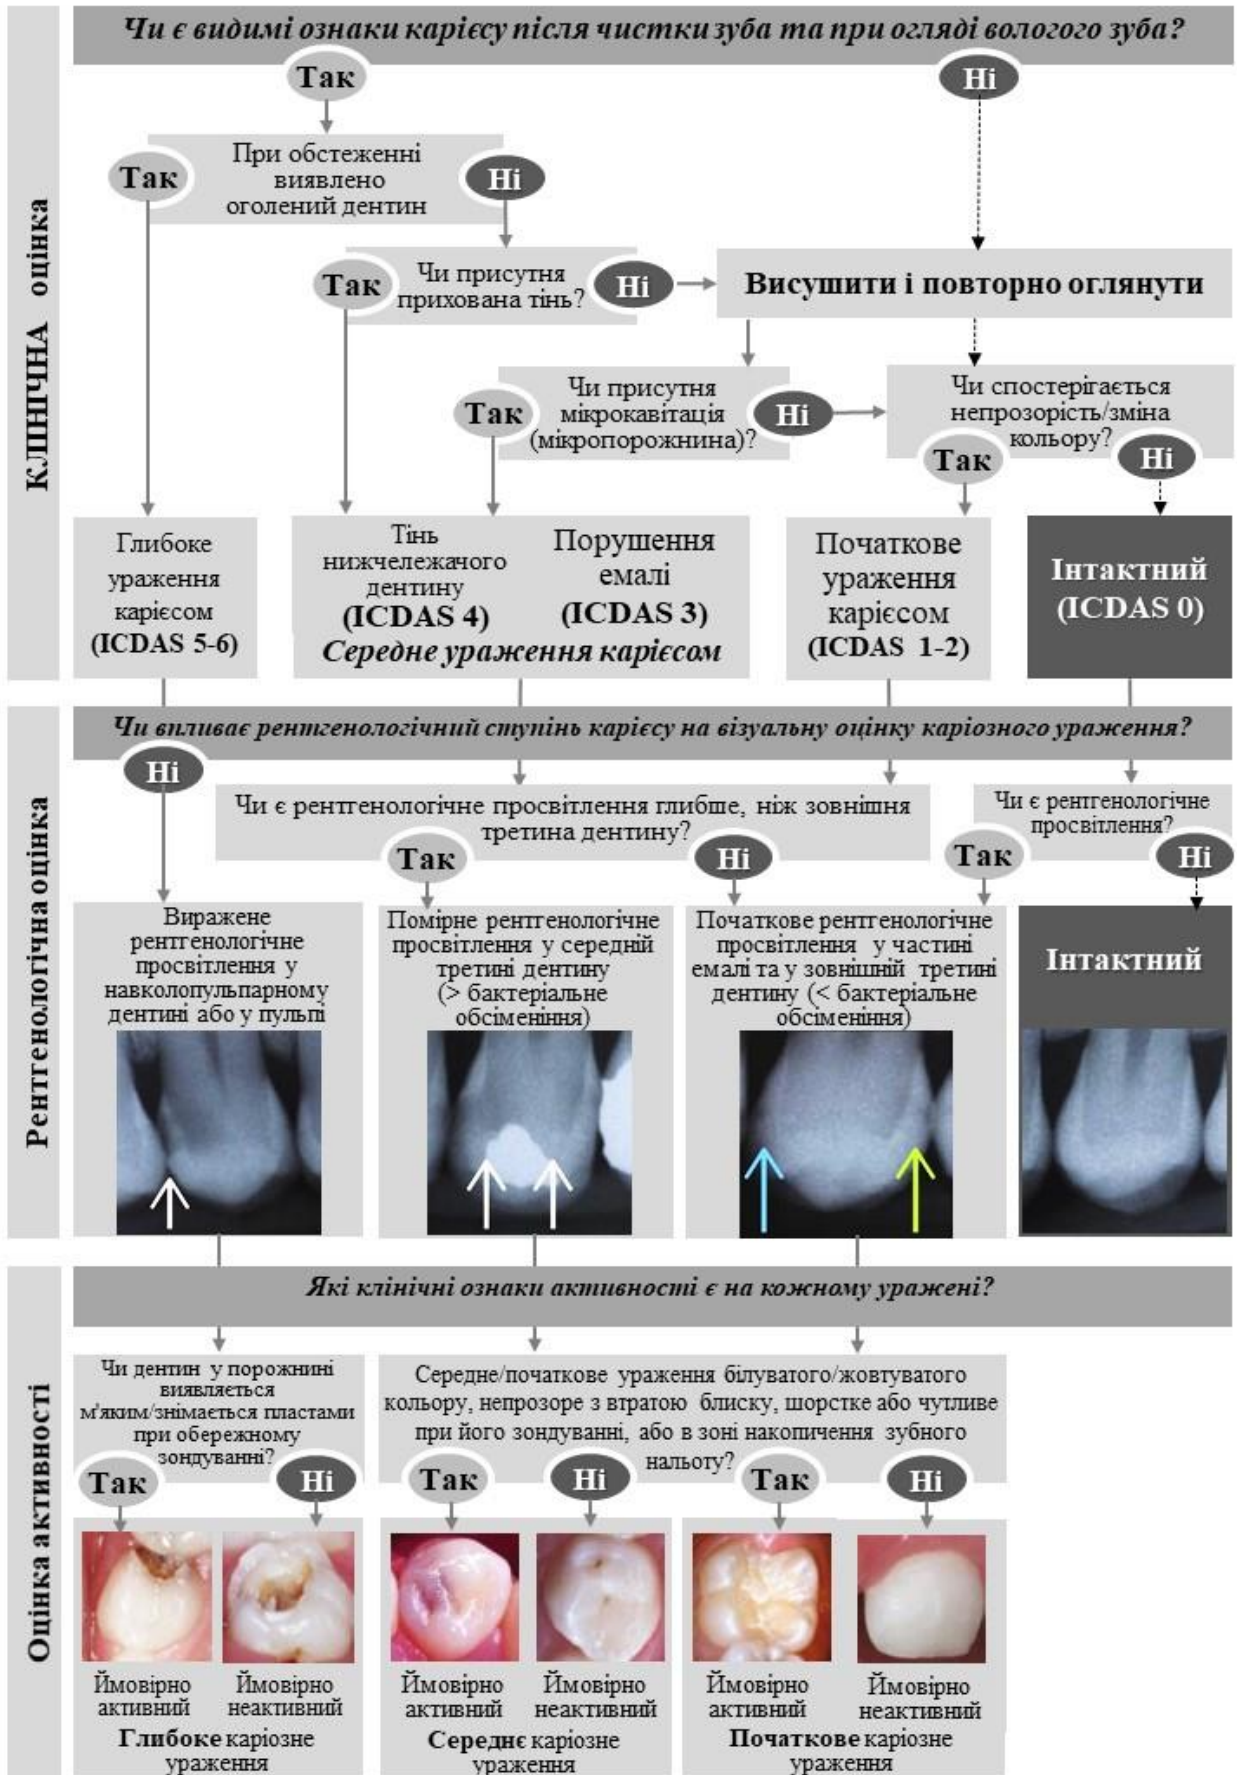 КЛІНІЧНА оцінка
Чи є видимі ознаки карієсу після чистки зуба та при огляді вологого зуба?
Так
Ні
При обстеженні
виявлено
оголений дентин
Так
Ні
Чи присутня
прихована тінь?
Так
Ні
Висушити і повторно оглянути
Чи присутня
мікрокавітація
(мікропорожнина)?
Так
Ні
Чи спостерігається
непрозорість/зміна
кольору?
Так
Ні
Глибоке
ураження
карієсом
(ICDAS 5-6)
Тінь
нижчележачого
дентину
(ICDAS 4)
Порушення
емалі
(ICDAS 3)
Середне ураження карієсом
Початкове
ураження
карієсом
(ICDAS 1-2)
Інтактний
(ICDAS 0)
Рентгенологічна оцінка
Чи впливає рентгенологічний ступінь карієсу на візуальну оцінку каріозного ураження?
Ні
Чи є рентгенологічне просвітлення глибше, ніж зовнішня
третина дентину?
Так
Ні
Чи є рентгенологічне
просвітлення?
Так
Ні
Виражене
рентгенологічне
просвітлення у
навколопульпарному
дентині або у пульпі
Помірне рентгенологічне
просвітлення у середній
третині дентину
(> бактеріальне
обсіменіння)
Початкове рентгенологічне
просвітлення у частині
емалі та у зовнішній третині
дентину (< бактеріальне
обсіменіння)
Інтактний
Оцінка активності
Які клінічні ознаки активності є на кожному уражені?
Чи дентин у порожнині
виявляється
м'яким/знімається пластами
при обережному
зондуванні?
Так
Ні
Середне/початкове ураження білуватого/жовтуватого
кольору, непрозоре з втратою блиску, шорстке або чутливе
при його зондуванні, або в зоні накопичення зубного
нальоту?
Так
Ні
Так
Ні
Ймовірно
активний
Ймовірно
неактивний
Глибоке каріозне
ураження
Ймовірно
активний
Ймовірно
неактивний
Середнє каріозне
ураження
Ймовірно
активний
Ймовірно
неактивний
Початкове каріозне
ураження